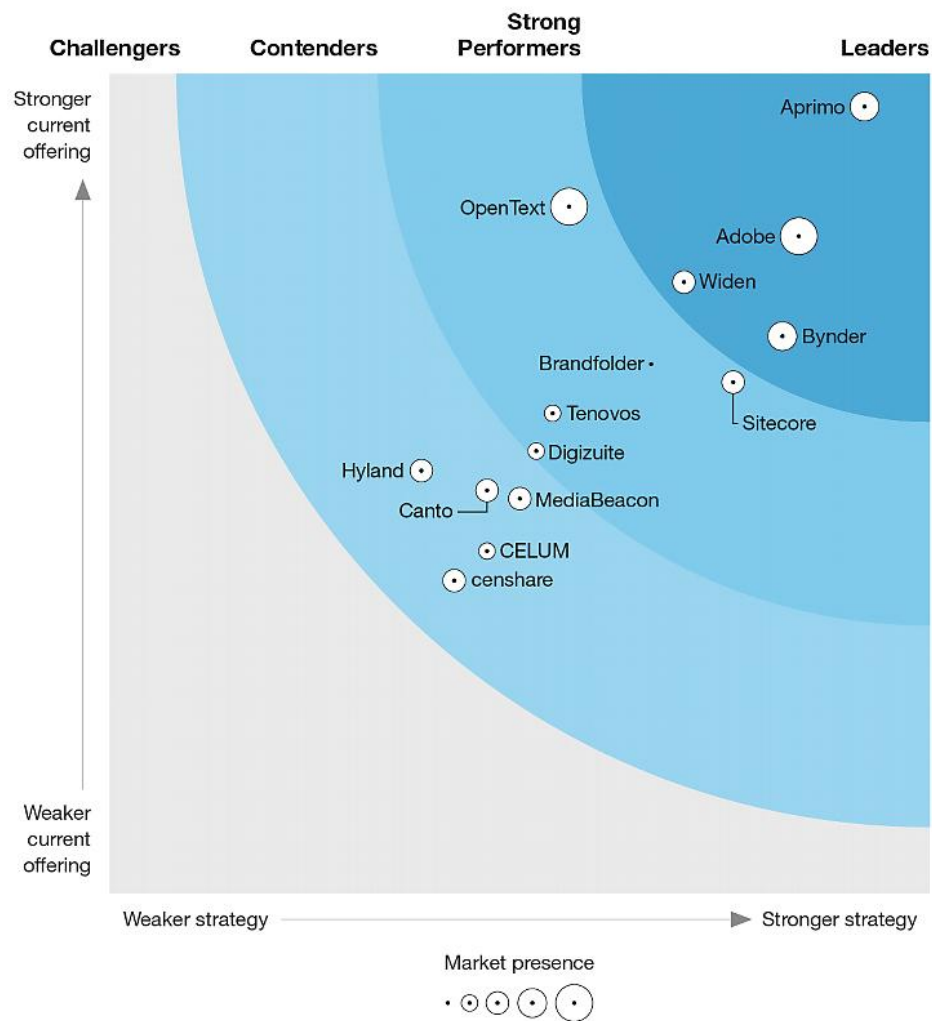 Challengers
Contenders
Strong
Performers
Leaders
Stronger
current
offering
Aprimo
OpenText
Adobe
Widen
Bynder
Brandfolder
Sitecore
Tenovos
Digizuite
Hyland
Canto
MediaBeacon
CELUM
censhare
Weaker
current
offering
Weaker strategy
Stronger strategy
Market presence